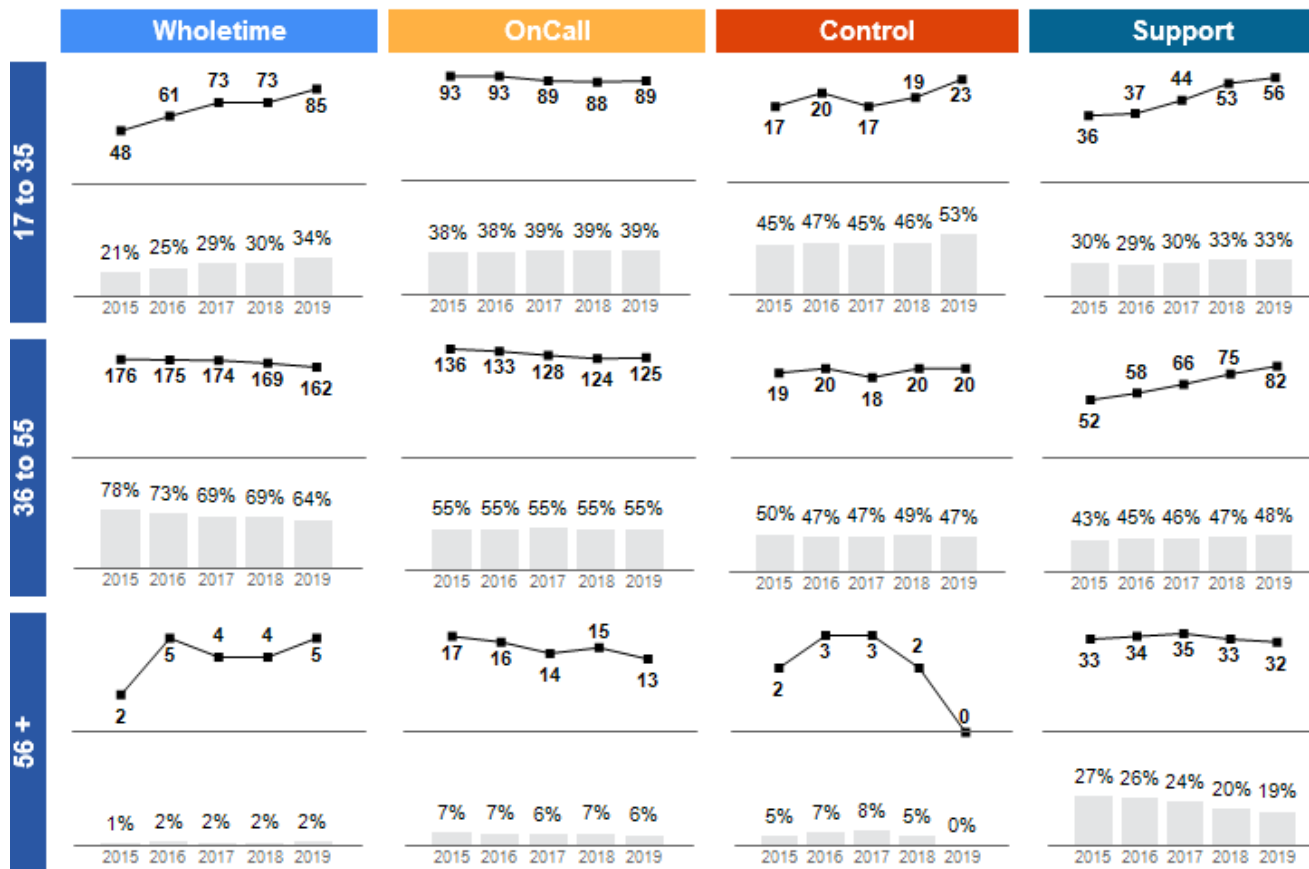 Wholetime OnCall Control Support
17 to 35
48 61 73 73 85
93 93 89 88 89
17 20 17 19 23
36 37 44 53 56
21% 25% 29% 30% 34%
38% 38% 39% 39% 39%
45% 47% 45% 46% 53%
30% 29% 30% 33% 33%
2015 2016 2017 2018 2019
2015 2016 2017 2018 2019
2015 2016 2017 2018 2019
2015 2016 2017 2018 2019
36 to 55
176 175 174 169 162
136 133 128 124 125
19 20 18 20 20
52 58 66 75 82
78% 73% 69% 69% 64%
55% 55% 55% 55% 55%
50% 47% 47% 49% 47%
43% 45% 46% 47% 48%
2015 2016 2017 2018 2019
2015 2016 2017 2018 2019
2015 2016 2017 2018 2019
2015 2016 2017 2018 2019
56 +
2 5 4 4 5
17 16 14 15 13
2 3 3 2 0
33 34 35 33 32
1% 2% 2% 2% 2%
7% 7% 6% 7% 6%
5% 7% 8% 5% 0%
27% 26% 24% 20% 19%
2015 2016 2017 2018 2019
2015 2016 2017 2018 2019
2015 2016 2017 2018 2019
2015 2016 2017 2018 2019